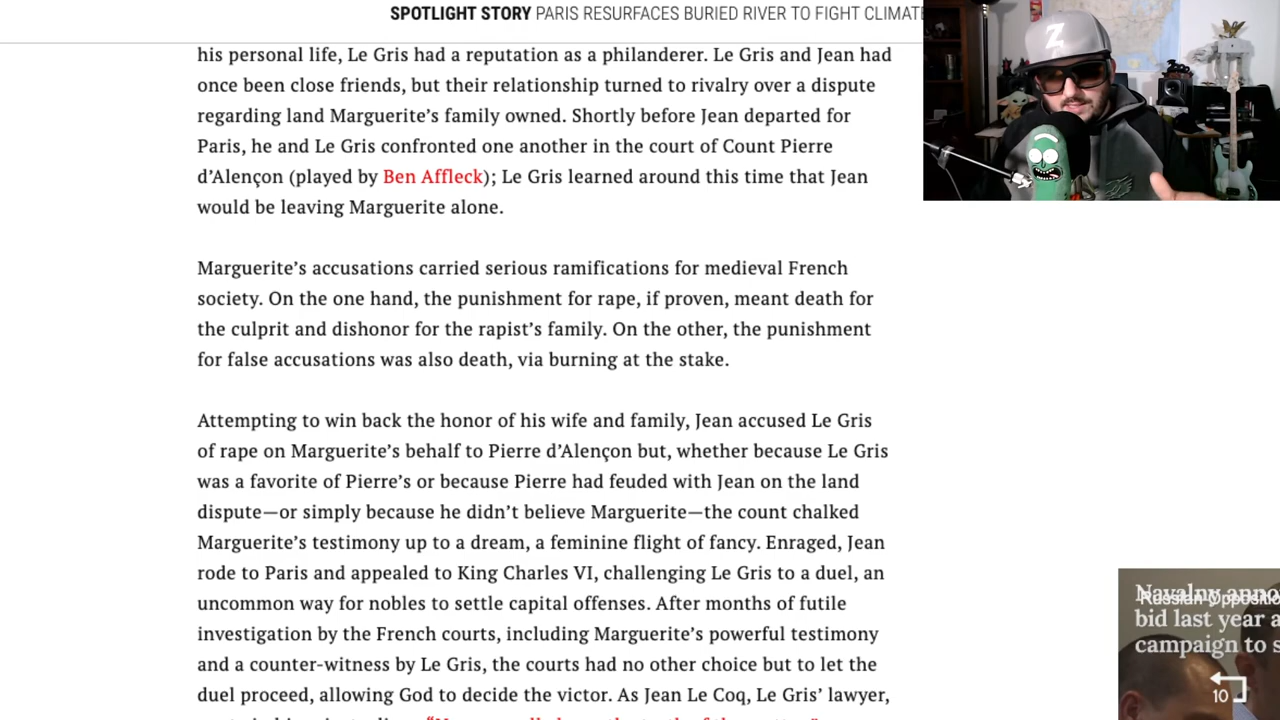 SPOTLIGHT STORY PARIS RESURFACES BURIED RIVER TO FIGHT CLIMATE
his personal life, Le Gris had a reputation as a philanderer. Le Gris and Jean had
once been close friends, but their relationship turned to rivalry over a dispute
regarding land Marguerite’s family owned. Shortly before Jean departed for
Paris, he and Le Gris confronted one another in the court of Count Pierre
d’Alençon (played by Ben Affleck); Le Gris learned around this time that Jean
would be leaving Marguerite alone.
Marguerite’s accusations carried serious ramifications for medieval French
society. On the one hand, the punishment for rape, if proven, meant death for
the culprit and dishonor for the rapist’s family. On the other, the punishment
for false accusations was also death, via burning at the stake.
Attempting to win back the honor of his wife and family, Jean accused Le Gris
of rape on Marguerite’s behalf to Pierre d’Alençon but, whether because Le Gris
was a favorite of Pierre’s or because Pierre had feuded with Jean on the land
dispute—or simply because he didn’t believe Marguerite—the count chalked
Marguerite’s testimony up to a dream, a feminine flight of fancy. Enraged, Jean
rode to Paris and appealed to King Charles VI, challenging Le Gris to a duel, an
uncommon way for nobles to settle capital offenses. After months of futile
investigation by the French courts, including Marguerite’s powerful testimony
and a counter-witness by Le Gris, the courts had no other choice but to let the
duel proceed, allowing God to decide the victor. As Jean Le Coq, Le Gris’ lawyer,
Z
Navalny anno
Russian Oppositio
bid last year a
campaign to s
10